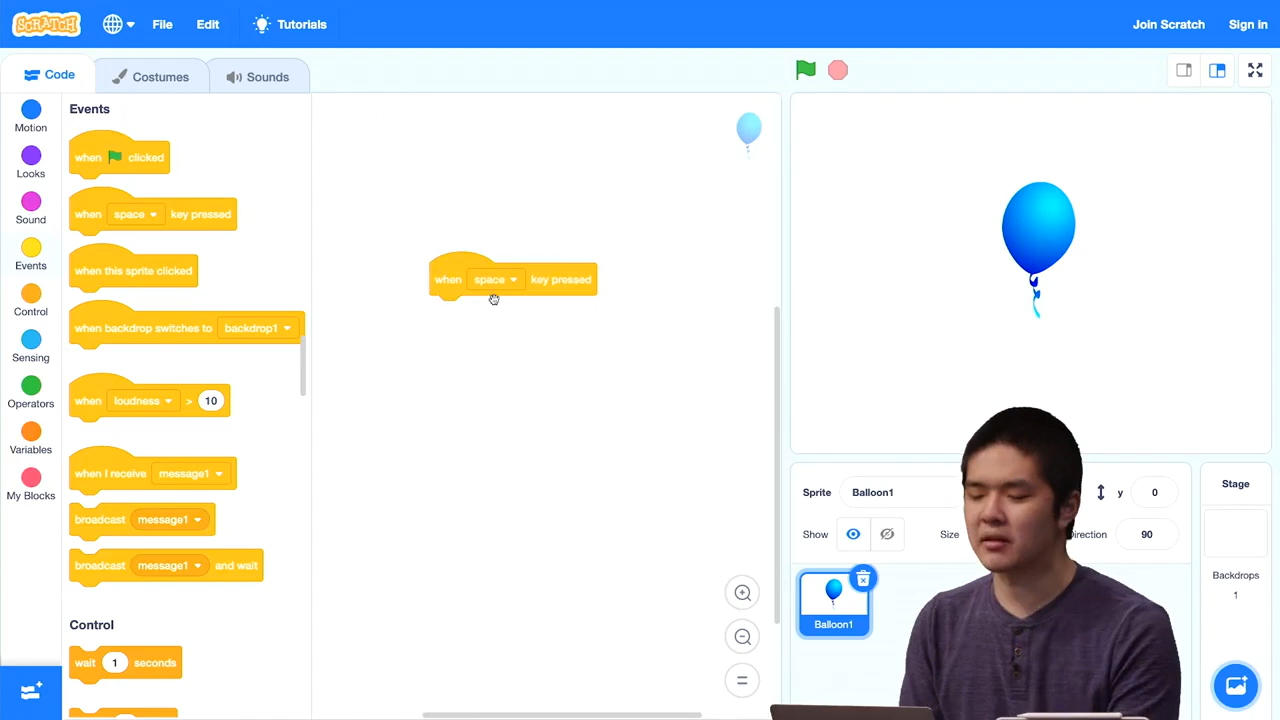 SCRATCH
File
Edit
Tutorials
Join Scratch
Sign in
Code
Costumes
Sounds
Motion
Looks
Sound
Events
Control
Sensing
Operators
Variables
My Blocks
Events
when clicked
when space key pressed
when this sprite clicked
when backdrop switches to backdrop1
when loudness > 10
when I receive message1
broadcast message1
broadcast message1 and wait
Control
wait 1 seconds
when space key pressed
Sprite Balloon1
y 0
Show
Size
Direction 90
Balloon1
Stage
Backdrops
1